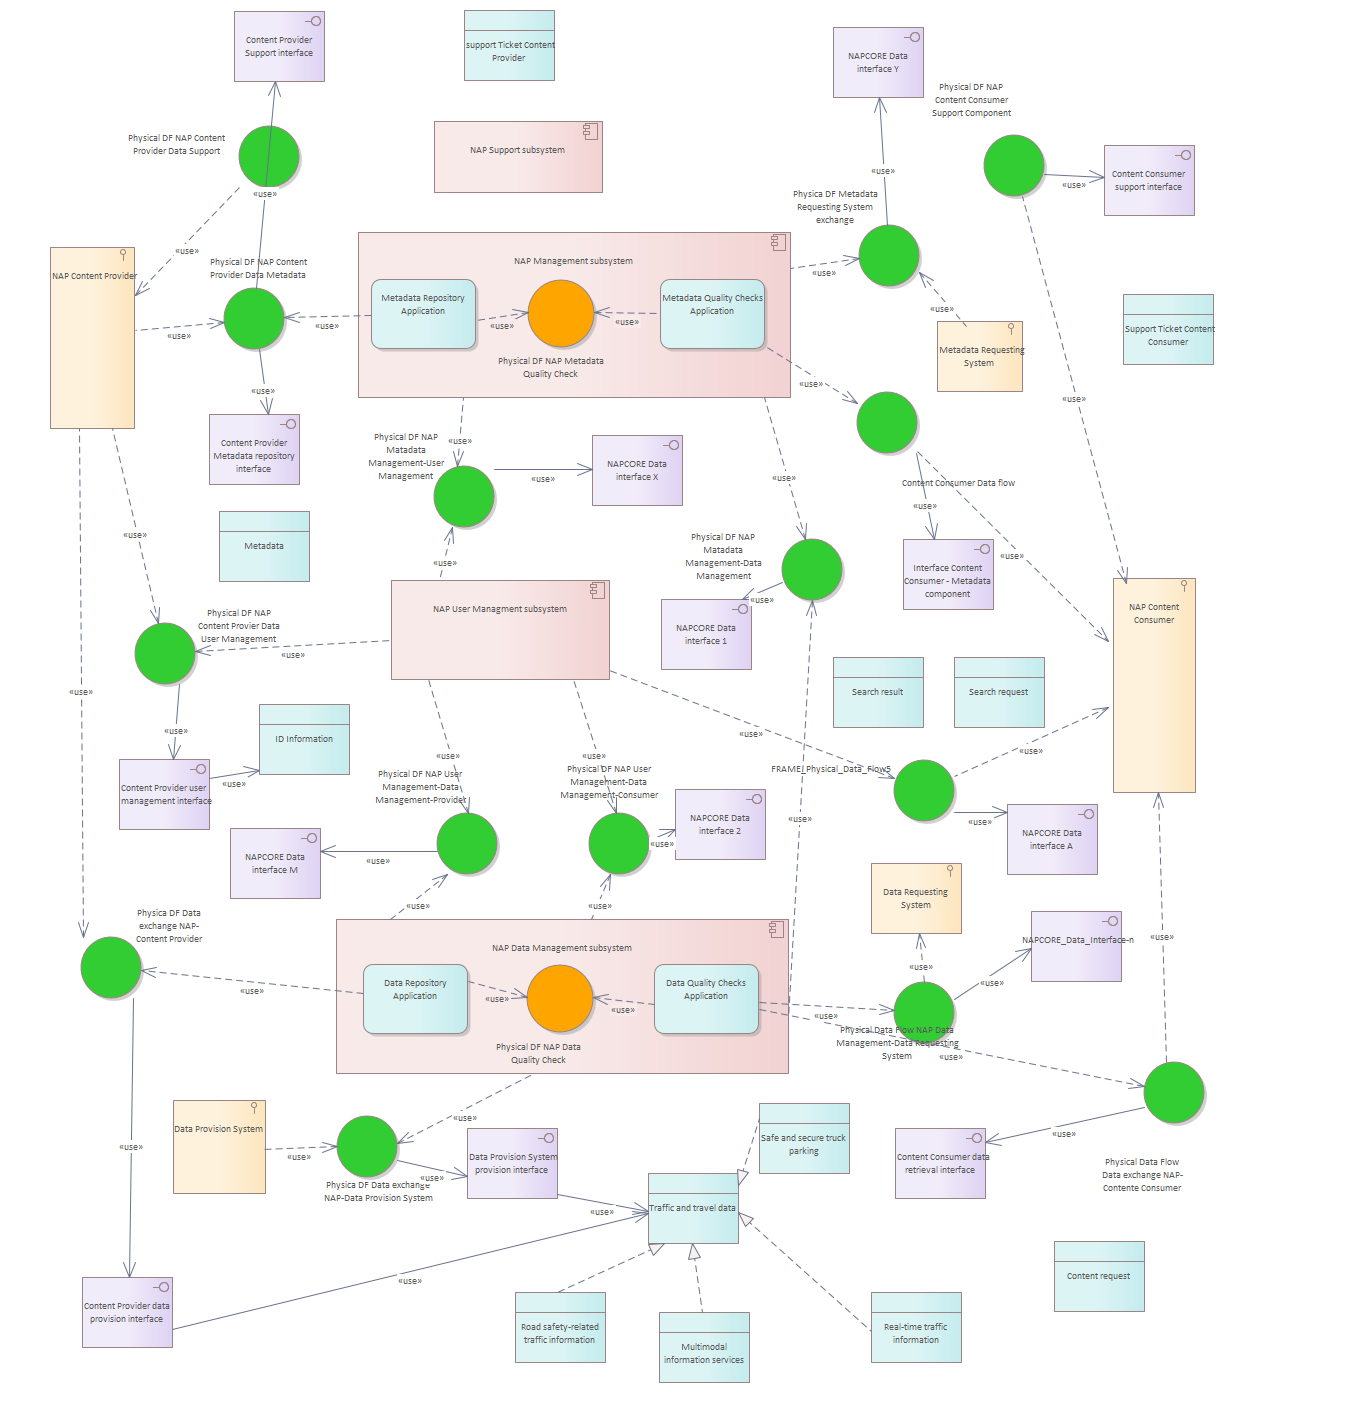 Content Provider
Support interface
support Ticket Content
Provider
NAPCORE Data
interface Y
Physical DF NAP
Content Consumer
Support Component
Physical DF NAP Content
Provider Data Support
NAP Support subsystem
«use»
Content Consumer
support interface
«use»
«use»
Physica DF Metadata
Requesting System
exchange
«use»
NAP Content Provider
Physical DF NAP Content
Provider Data Metadata
NAP Management subsystem
«use»
Metadata Repository
Application
Metadata Quality Checks
Application
«use»
«use»
«use»
«use»
«use»
Support Ticket Content
Consumer
Metadata Requesting
System
Physical DF NAP Metadata
Quality Check
«use»
«use»
«use»
Content Provider
Metadata repository
interface
Physical DF NAP
Matadata
Management-User
Management
«use»
NAPCORE Data
interface X
«use»
«use»
Content Consumer Data flow
«use»
Metadata
«use»
«use»
Physical DF NAP
Matadata
Management-Data
Management
«use»
Interface Content
Consumer - Metadata
component
«use»
NAP User Managment subsystem
NAPCORE Data
interface 1
NAP Content
Consumer
Physical DF NAP
Content Provier Data
User Management
«use»
«use»
Search result
Search request
ID Information
«use»
«use»
«use»
«use»
«use»
Physical DF NAP User
Management-Data
Management-Provider
Physical DF NAP User
Management-Data
Management-Consumer
FRAME_Physical_Data_Flow5
Content Provider user
management interface
«use»
NAPCORE Data
interface 2
«use»
«use»
NAPCORE Data
interface A
NAPCORE Data
interface M
«use»
«use»
Data Requesting
System
Physica DF Data
exchange NAP-
Content Provider
«use»
«use»
NAP Data Management subsystem
NAPCORE_Data_Interface-n
«use»
«use»
«use»
Data Repository
Application
«use»
«use»
Data Quality Checks
Application
«use»
«use»
Physical Data Flow NAP Data
Management-Data Requesting
System
«use»
Physical DF NAP Data
Quality Check
Data Provision System
«use»
«use»
«use»
Data Provision System
provision interface
«use»
Physica DF Data exchange
NAP-Data Provision System
Safe and secure truck
parking
«use»
Content Consumer data
retrieval interface
Physical Data Flow
Data exchange NAP-
Contente Consumer
«use»
Traffic and travel data
«use»
Content request
Content Provider data
provision interface
Road safety-related
traffic information
Multimodal
information services
Real-time traffic
information